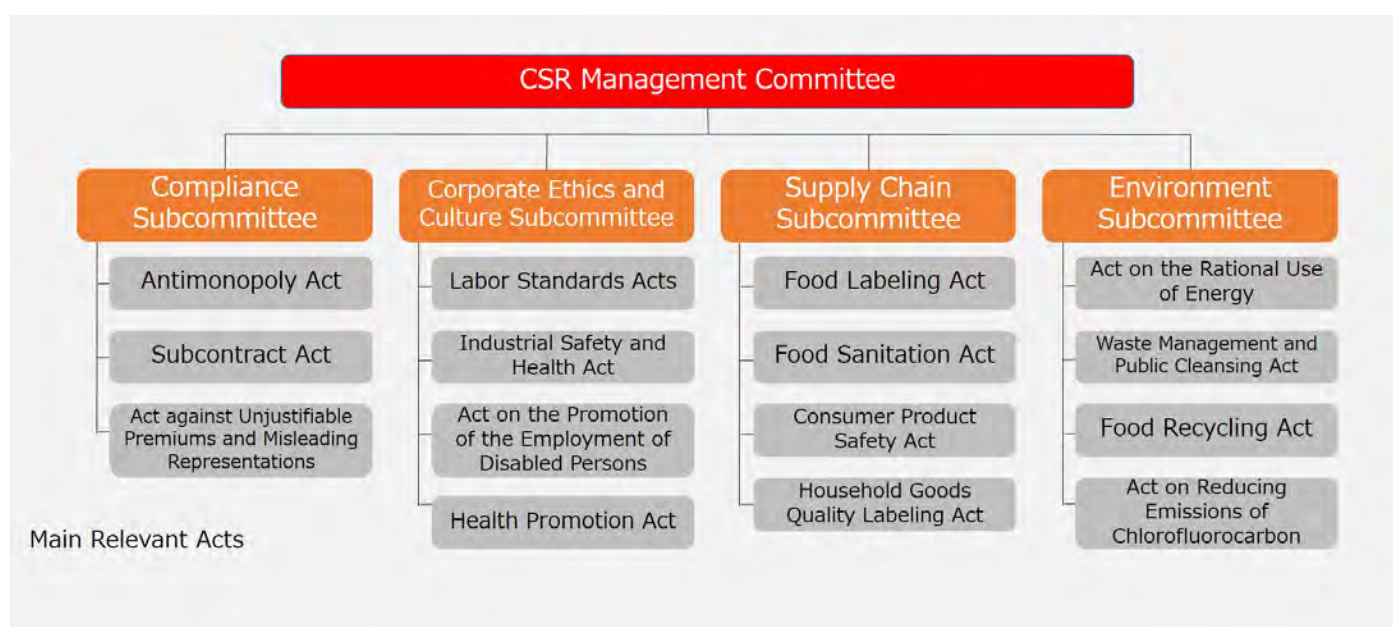 CSR Management Committee
Compliance
Subcommittee
Antimonopoly Act
Subcontract Act
Act against Unjustifiable
Premiums and Misleading
Representations
Corporate Ethics and
Culture Subcommittee
Labor Standards Acts
Industrial Safety and
Health Act
Act on the Promotion
of the Employment of
Disabled Persons
Health Promotion Act
Supply Chain
Subcommittee
Food Labeling Act
Food Sanitation Act
Consumer Product
Safety Act
Household Goods
Quality Labeling Act
Environment
Subcommittee
Act on the Rational Use
of Energy
Waste Management and
Public Cleansing Act
Food Recycling Act
Act on Reducing
Emissions of
Chlorofluorocarbon
Main Relevant Acts